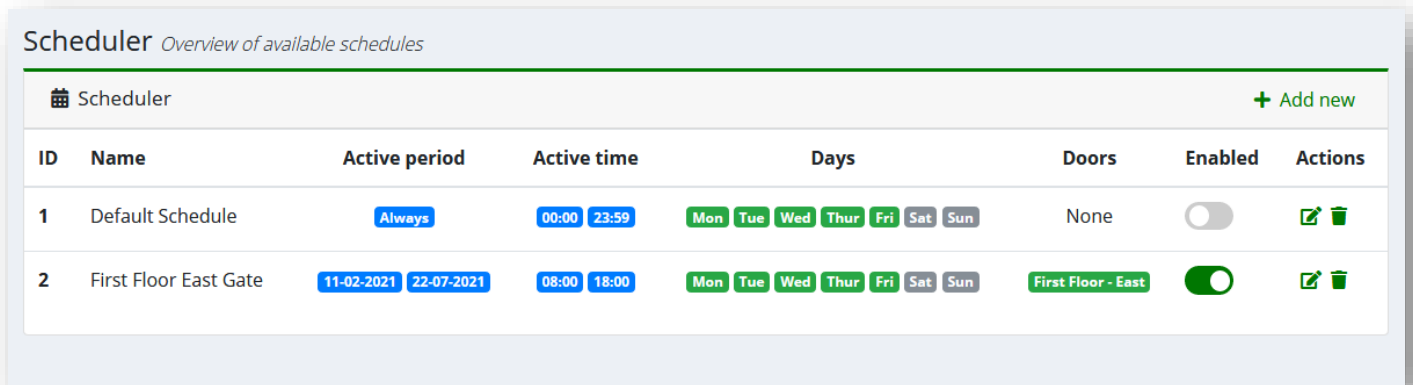 Scheduler Overview of available schedules
Scheduler + Add new
ID Name Active period Active time Days Doors Enabled Actions
1 Default Schedule Always 00:00 23:59 Mon Tue Wed Thur Fri Sat Sun None
2 First Floor East Gate 11-02-2021 22-07-2021 08:00 18:00 Mon Tue Wed Thur Fri Sat Sun First Floor - East